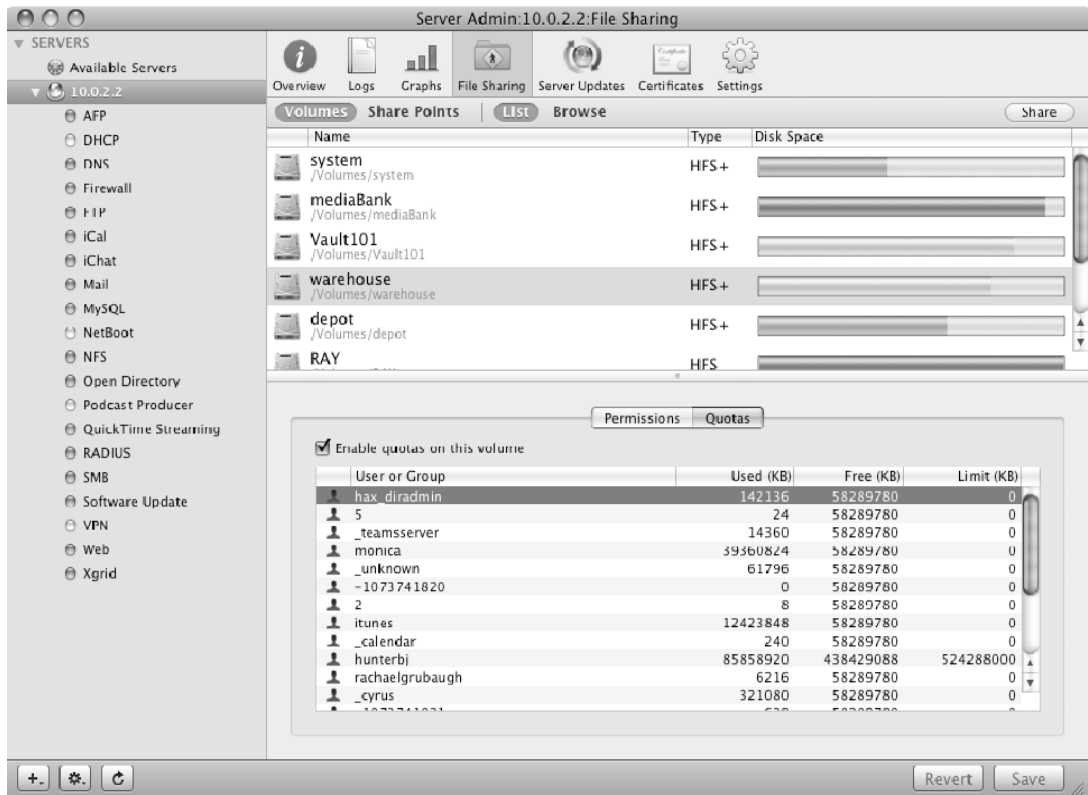 Server Admin:10.0.2.2:File Sharing
SERVERS
Available Servers
10.0.2.2
AFP
DHCP
DNS
Firewall
FTP
iCal
iChat
Mail
MySQL
NetBoot
NFS
Open Directory
Podcast Producer
QuickTime Streaming
RADIUS
SMB
Software Update
VPN
Web
Xgrid
Overview Logs Graphs File Sharing Server Updates Certificates Settings
Volumes Share Points List Browse Share
Name Type Disk Space
system HFS+
/Volumes/system
mediaBank HFS+
/Volumes/mediaBank
Vault101 HFS+
/Volumes/Vault101
warehouse HFS+
/Volumes/warehouse
depot HFS+
/Volumes/depot
RAY HFS
Permissions Quotas
Enable quotas on this volume
User or Group Used (KB) Free (KB) Limit (KB)
hax_diradmin 142136 58289780 0
5 24 58289780 0
_teamsserver 14360 58289780 0
monica 39360824 58289780 0
_unknown 61796 58289780 0
-1073741820 0 58289780 0
2 8 58289780 0
itunes 12423848 58289780 0
_calendar 240 58289780 0
hunterbj 85858920 438429088 524288000
rachaelgrubaugh 6216 58289780 0
_cyrus 321080 58289780 0
Revert Save